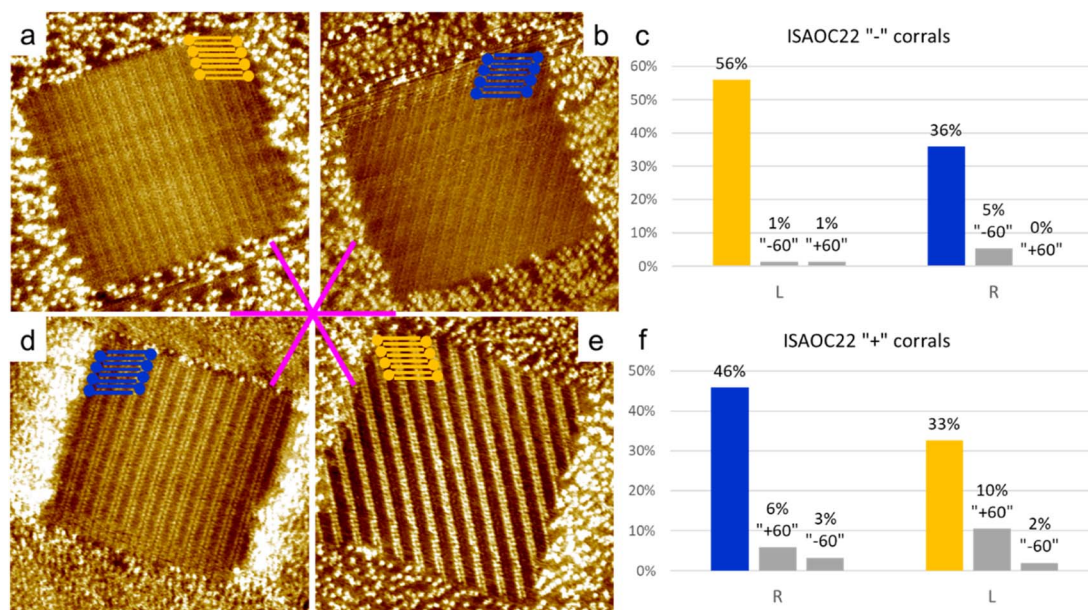 a
b
c
ISAOC22 "-" corrals
60%
50%
40%
30%
20%
10%
0%
56%
1%
"-60"
1%
"+60"
36%
5%
"-60"
0%
"+60"
L
R
d
e
f
ISAOC22 "+" corrals
50%
40%
30%
20%
10%
0%
46%
6%
"+60"
3%
"-60"
33%
10%
"+60"
2%
"-60"
R
L